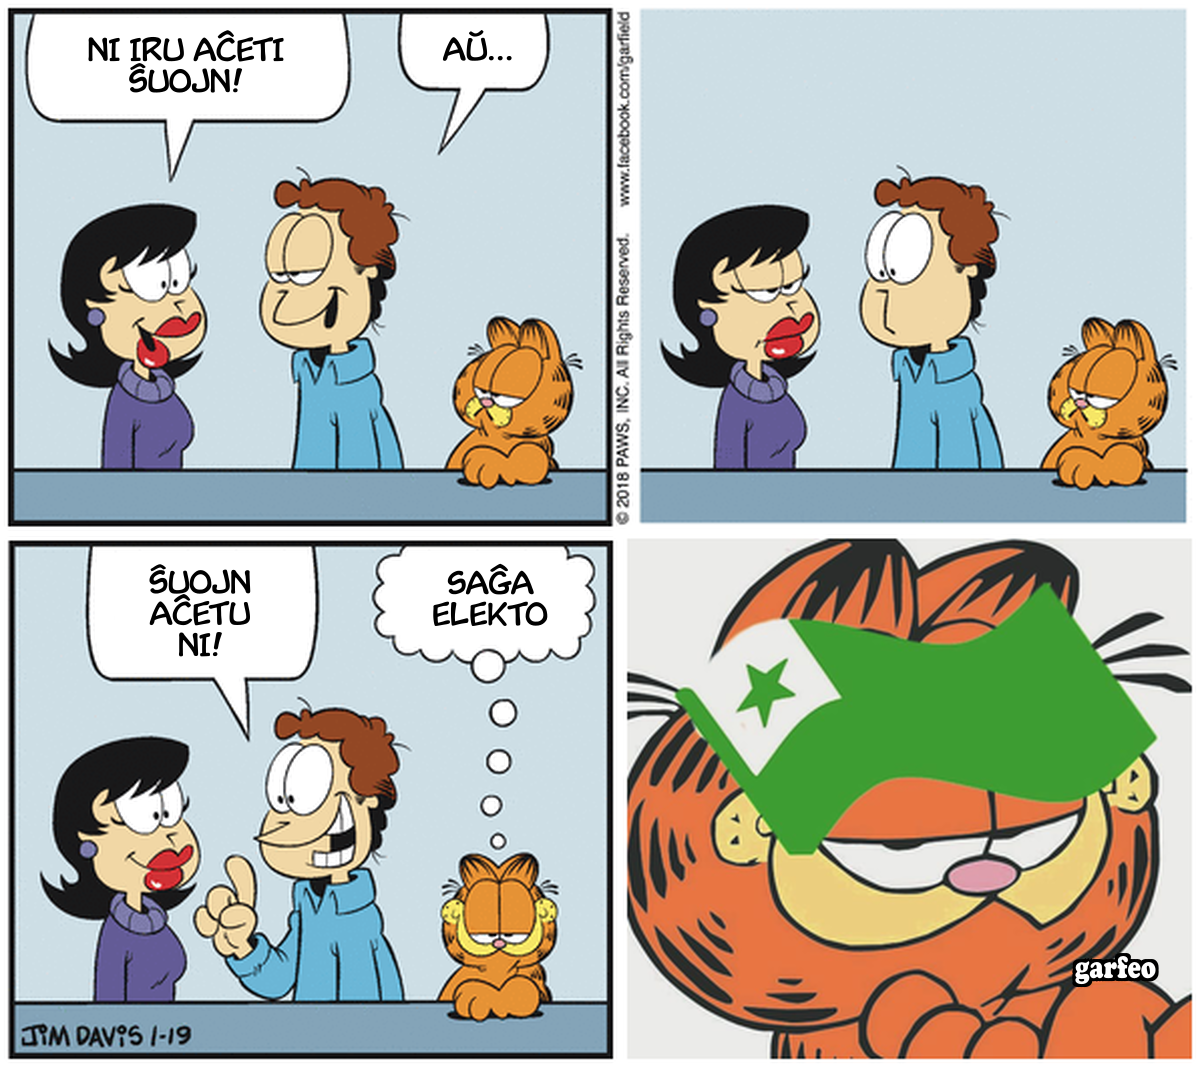 NI IRU AĈETI
ŜUOJN!
AŬ...
© 2018 PAWS, INC. All Rights Reserved. www.facebook.com/garfield
ŜUOJN
AĈETU
NI!
SAĜA
ELEKTO
JIM DAVIS 1-19
garfeo